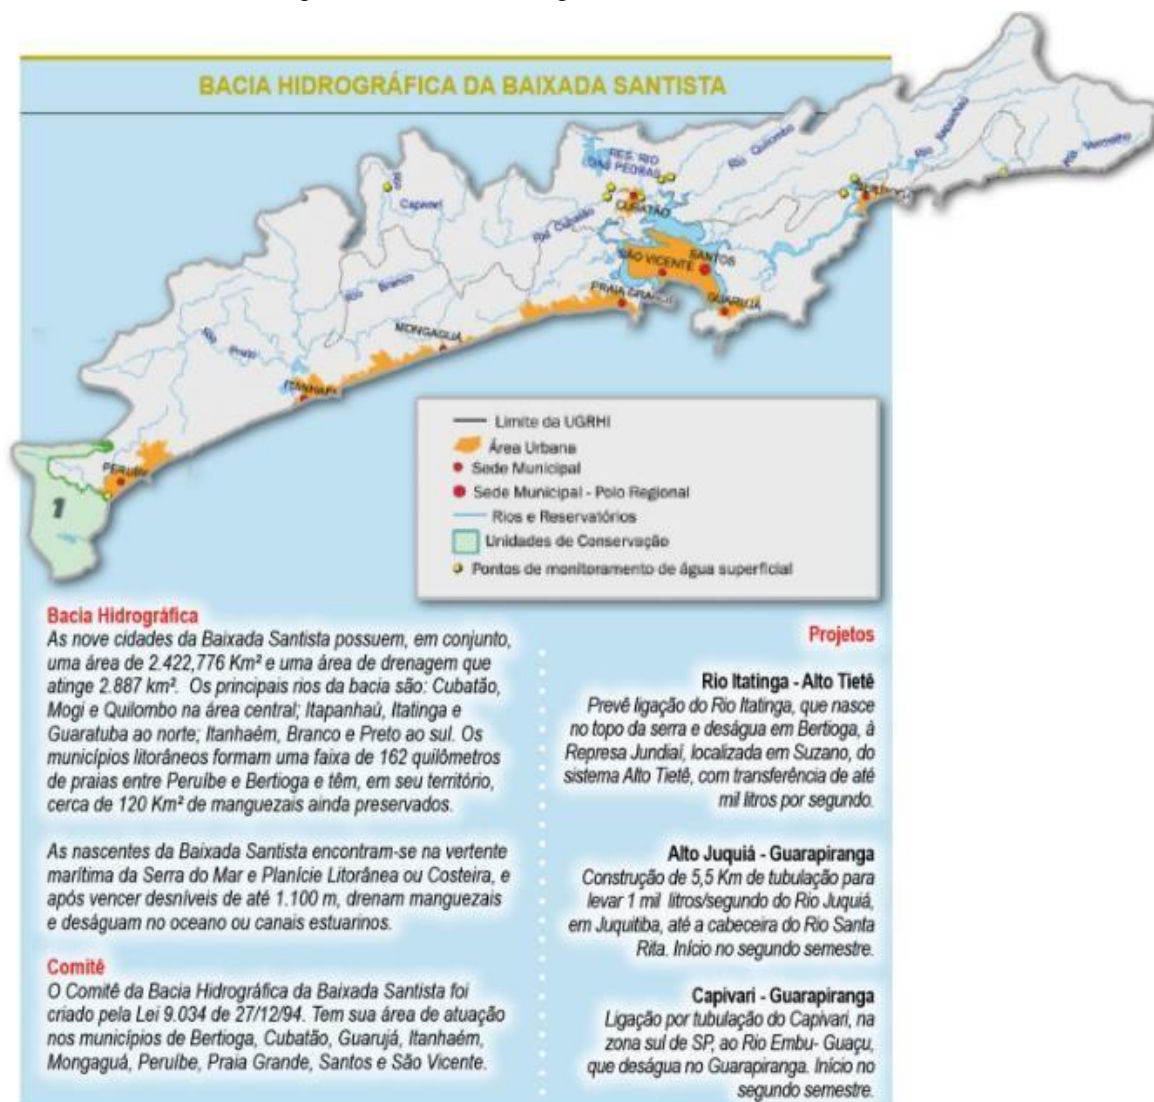 BACIA HIDROGRÁFICA DA BAIXADA SANTISTA
Rio Itapanhaú
Vermelho
Rio Quilombo
RES. RIO
DAS PEDRAS
Capivari
CUBATÃO
Rio Cubatão
SÃO VICENTE
SANTOS
PRAIA GRANDE
GUARUJÁ
Rio Branco
MONGAGUÁ
Rio Preto
ITANHAÉM
PERUÍBE
1
Limite da UGRHI
Área Urbana
Sede Municipal
Sede Municipal - Polo Regional
Rios e Reservatórios
Unidades de Conservação
Pontos de monitoramento de água superficial
Bacia Hidrográfica
As nove cidades da Baixada Santista possuem, em conjunto,
uma área de 2.422,776 Km² e uma área de drenagem que
atinge 2.887 km². Os principais rios da bacia são: Cubatão,
Mogi e Quilombo na área central; Itapanhaú, Itatinga e
Guaratuba ao norte; Itanhaém, Branco e Preto ao sul. Os
municípios litorâneos formam uma faixa de 162 quilômetros
de praias entre Peruíbe e Bertioga e têm, em seu território,
cerca de 120 Km² de manguezais ainda preservados.
As nascentes da Baixada Santista encontram-se na vertente
marítima da Serra do Mar e Planície Litorânea ou Costeira, e
após vencer desníveis de até 1.100 m, drenam manguezais
e deságuam no oceano ou canais estuarinos.
Comitê
O Comitê da Bacia Hidrográfica da Baixada Santista foi
criado pela Lei 9.034 de 27/12/94. Tem sua área de atuação
nos municípios de Bertioga, Cubatão, Guarujá, Itanhaém,
Mongaguá, Peruíbe, Praia Grande, Santos e São Vicente.
Projetos
Rio Itatinga - Alto Tietê
Prevê ligação do Rio Itatinga, que nasce
no topo da serra e deságua em Bertioga, à
Represa Jundiaí, localizada em Suzano, do
sistema Alto Tietê, com transferência de até
mil litros por segundo.
Alto Juquiá - Guarapiranga
Construção de 5,5 Km de tubulação para
levar 1 mil litros/segundo do Rio Juquiá,
em Juquitiba, até a cabeceira do Rio Santa
Rita. Início no segundo semestre.
Capivari - Guarapiranga
Ligação por tubulação do Capivari, na
zona sul de SP, ao Rio Embu- Guaçu,
que deságua no Guarapiranga. Início no
segundo semestre.